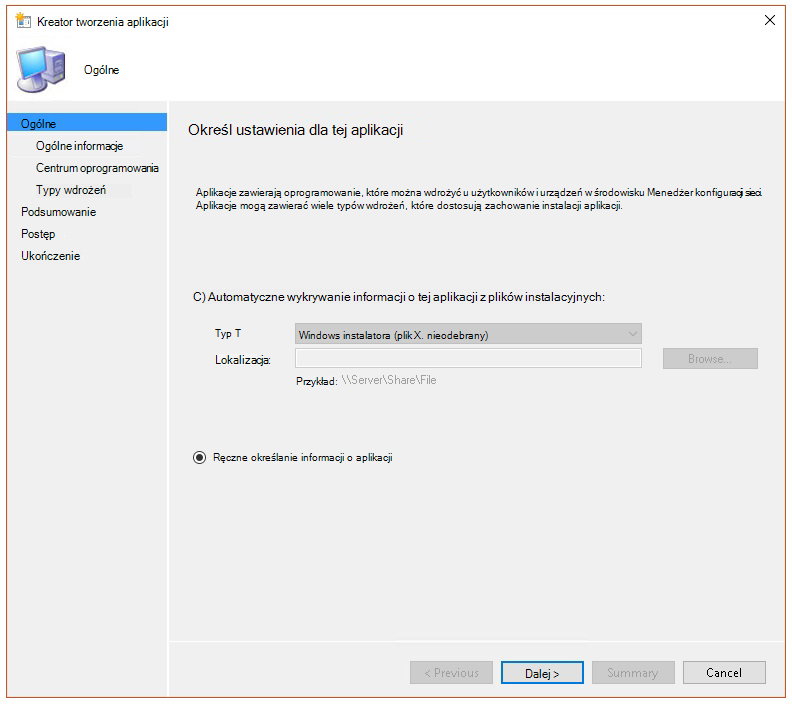 Kreator tworzenia aplikacji
Ogólne
Ogólne
Ogólne informacje
Centrum oprogramowania
Typy wdrożeń
Podsumowanie
Postęp
Ukończenie
Określ ustawienia dla tej aplikacji
Aplikacje zawierają oprogramowanie, które można wdrożyć u użytkowników i urządzeń w środowisku Menedżer konfiguracji sieci.
Aplikacje mogą zawierać wiele typów wdrożeń, które dostosują zachowanie instalacji aplikacji.
C) Automatyczne wykrywanie informacji o tej aplikacji z plików instalacyjnych:
Typ T
Windows instalatora (plik X. nieodebrany)
Lokalizacja:
Browse...
Przykład: \\Server\Share\File
Ręczne określanie informacji o aplikacji
< Previous
Dalej >
Summary
Cancel